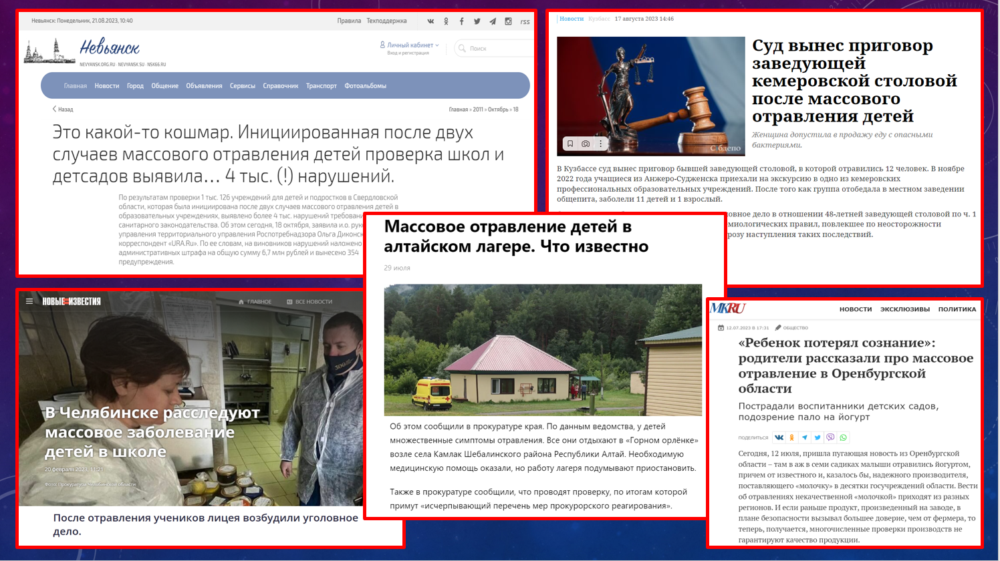 Невьянск: Понедельник, 21.08.2023, 10:40
Правила Техподдержка
rss
Невьянск
NEVYANSK.ORG.RU · NEVYANSK.SU · NSK66.RU
Личный кабинет
Вход и регистрация
Поиск
Главная Новости Город Общение Объявления Сервисы Справочник Транспорт Фотоальбомы
Назад
Главная » 2011 » Октябрь » 18
Это какой-то кошмар. Инициированная после двух
случаев массового отравления детей проверка школ и
детсадов выявила... 4 тыс. (!) нарушений.
По результатам проверки 1 тыс. 126 учреждений для детей и подростков в Свердловской
области, которая была инициирована после двух случаев массового отравления детей в
образовательных учреждениях, выявлено более 4 тыс. нарушений требовани
санитарного законодательства. Об этом сегодня, 18 октября, заявила и.о. руко
управления территориального управления Роспотребнадзора Ольга Диконск
корреспондент «URA.Ru». По ее словам, на виновников нарушений наложено
административных штрафа на общую сумму 6,7 млн рублей и вынесено 354
предупреждения.
Новости Кузбасс 17 августа 2023 14:46
Суд вынес приговор
заведующей
кемеровской столовой
после массового
отравления детей
Женщина допустила в продажу еду с опасными
бактериями.
В Кузбассе суд вынес приговор бывшей заведующей столовой, в которой отравились 12 человек. В ноябре
2022 года учащиеся из Анжеро-Судженска приехали на экскурсию в одно из кемеровских
профессиональных образовательных учреждений. После того как группа отобедала в местном заведении
общепита, заболели 11 детей и 1 взрослый.
овное дело в отношении 48-летней заведующей столовой по ч. 1
миологических правил, повлекшее по неосторожности
розу наступления таких последствий.
Массовое отравление детей в
алтайском лагере. Что известно
29 июля
Об этом сообщили в прокуратуре края. По данным ведомства, у детей
множественные симптомы отравления. Все они отдыхают в «Горном орлёнке»
возле села Камлак Шебалинского района Республики Алтай. Необходимую
медицинскую помощь оказали, но работу лагеря подумывают приостановить.
Также в прокуратуре сообщили, что проводят проверку, по итогам которой
примут «исчерпывающий перечень мер прокурорского реагирования».
НОВЫЕ ИЗВЕСТИЯ
ГЛАВНОЕ ВСЕ НОВОСТИ
В Челябинске расследуют
массовое заболевание
детей в школе
20 февраля 2023, 11:21
Фото: Прокуратура Челябинской области
После отравления учеников лицея возбудили уголовное
дело.
MKRU
НОВОСТИ ЭКСКЛЮЗИВЫ ПОЛИТИКА
12.07.2023 В 17:31 ОБЩЕСТВО
«Ребенок потерял сознание»:
родители рассказали про массовое
отравление в Оренбургской
области
Пострадали воспитанники детских садов,
подозрение пало на йогурт
ПОДЕЛИТЬСЯ
Сегодня, 12 июля, пришла пугающая новость из Оренбургской
области – там в аж в семи садиках малыши отравились йогуртом,
причем от известного и, казалось бы, надежного производителя,
поставляющего «молочку» в десятки госучреждений области. Вести
об отравлениях некачественной «молочкой» приходят из разных
регионов. И если раньше продукт, произведенный на заводе, в
плане безопасности вызывал большее доверие, чем от фермера, то
теперь, получается, многочисленные проверки производств не
гарантируют качество продукции.